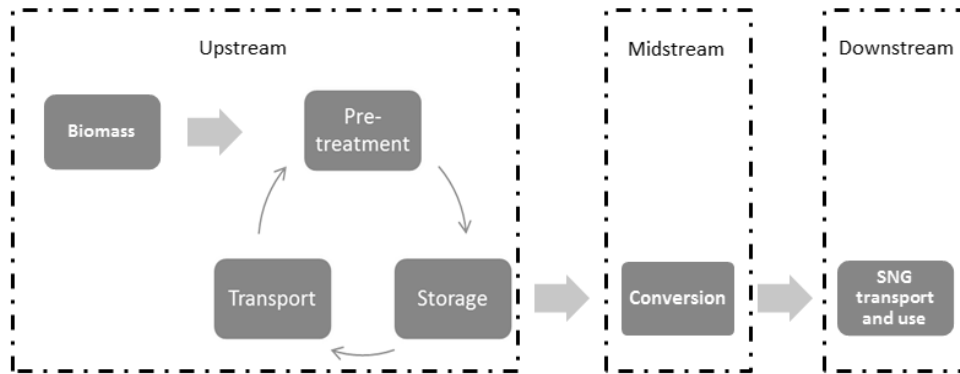 Upstream
Midstream
Downstream
Biomass
Pre-
treatment
Transport
Storage
Conversion
SNG
transport
and use